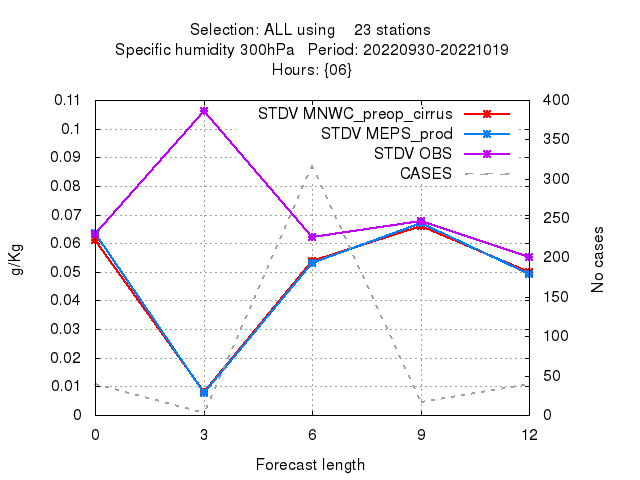 Selection: ALL using    23 stations
Specific humidity 300hPa   Period: 20220930-20221019
Hours: {06}
STDV MNWC_preop_cirrus
STDV MEPS_prod
STDV OBS
CASES
0.11
0.1
0.09
0.08
0.07
0.06
0.05
0.04
0.03
0.02
0.01
0
g/Kg
400
350
300
250
200
150
100
50
0
No cases
0 3 6 9 12
Forecast length